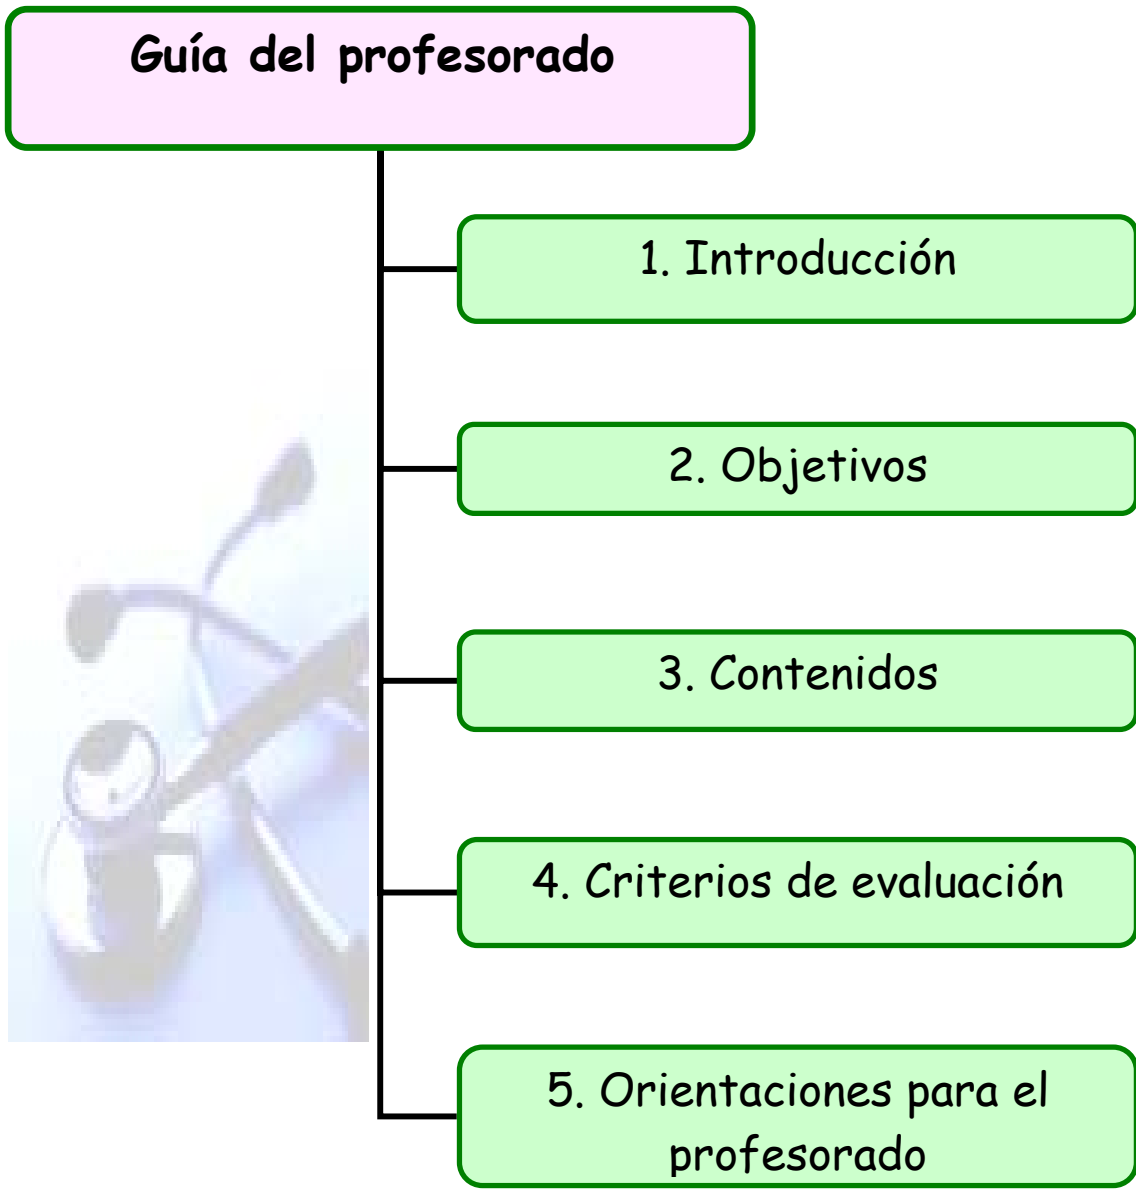 Guía del profesorado
1. Introducción
2. Objetivos
3. Contenidos
4. Criterios de evaluación
5. Orientaciones para el
profesorado